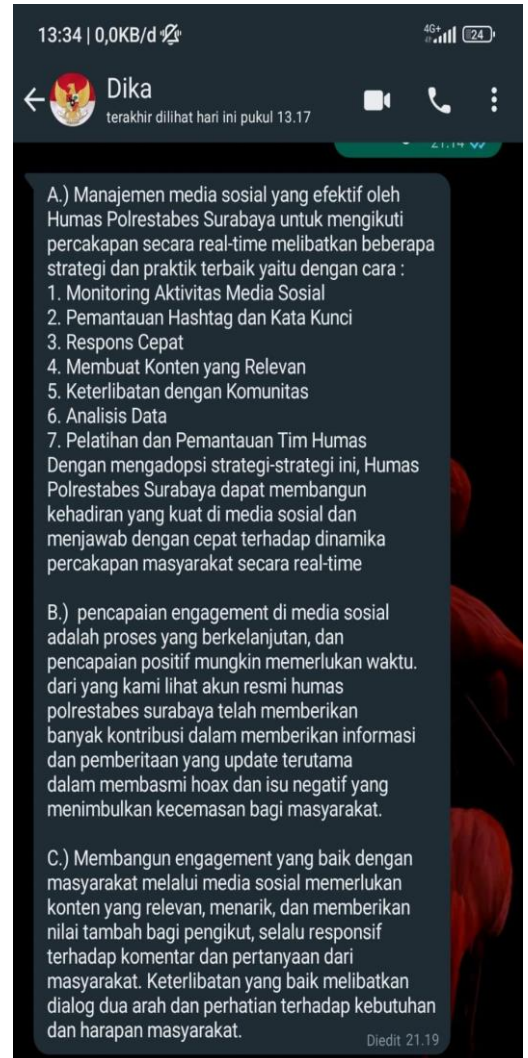 13:34 | 0,0KB/d
4G+ 24
Dika
terakhir dilihat hari ini pukul 13.17
21.14
A.) Manajemen media sosial yang efektif oleh
Humas Polrestabes Surabaya untuk mengikuti
percakapan secara real-time melibatkan beberapa
strategi dan praktik terbaik yaitu dengan cara :
1. Monitoring Aktivitas Media Sosial
2. Pemantauan Hashtag dan Kata Kunci
3. Respons Cepat
4. Membuat Konten yang Relevan
5. Keterlibatan dengan Komunitas
6. Analisis Data
7. Pelatihan dan Pemantauan Tim Humas
Dengan mengadopsi strategi-strategi ini, Humas
Polrestabes Surabaya dapat membangun
kehadiran yang kuat di media sosial dan
menjawab dengan cepat terhadap dinamika
percakapan masyarakat secara real-time
B.) pencapaian engagement di media sosial
adalah proses yang berkelanjutan, dan
pencapaian positif mungkin memerlukan waktu.
dari yang kami lihat akun resmi humas
polrestabes surabaya telah memberikan
banyak kontribusi dalam memberikan informasi
dan pemberitaan yang update terutama
dalam membasmi hoax dan isu negatif yang
menimbulkan kecemasan bagi masyarakat.
C.) Membangun engagement yang baik dengan
masyarakat melalui media sosial memerlukan
konten yang relevan, menarik, dan memberikan
nilai tambah bagi pengikut, selalu responsif
terhadap komentar dan pertanyaan dari
masyarakat. Keterlibatan yang baik melibatkan
dialog dua arah dan perhatian terhadap kebutuhan
dan harapan masyarakat.
Diedit 21.19